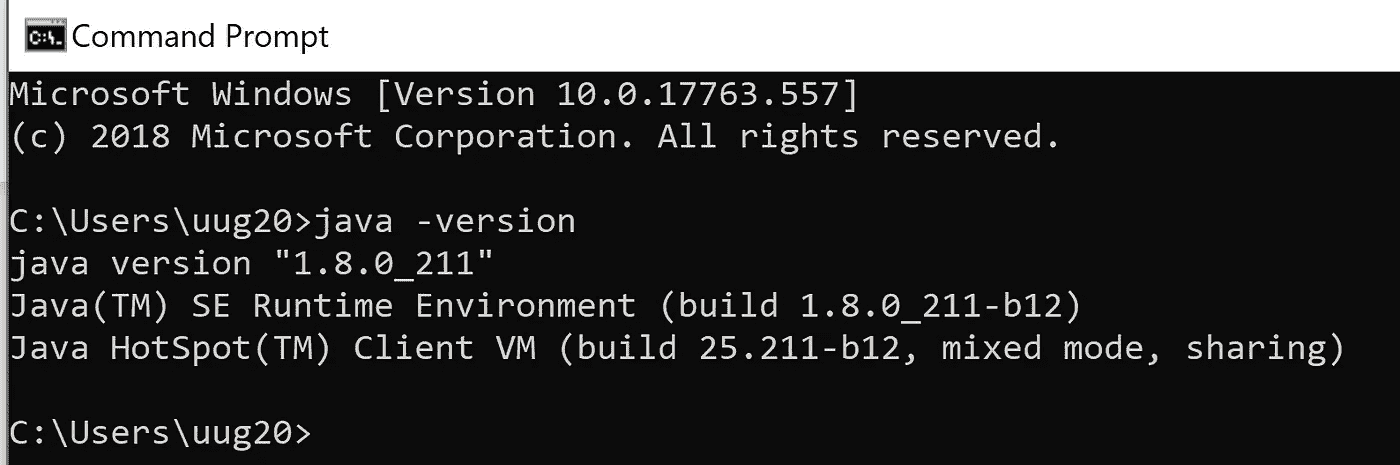 Command Prompt
Microsoft Windows [Version 10.0.17763.557]
(c) 2018 Microsoft Corporation. All rights reserved.
C:\Users\uug20>java -version
java version "1.8.0_211"
Java(TM) SE Runtime Environment (build 1.8.0_211-b12)
Java HotSpot(TM) Client VM (build 25.211-b12, mixed mode, sharing)
C:\Users\uug20>